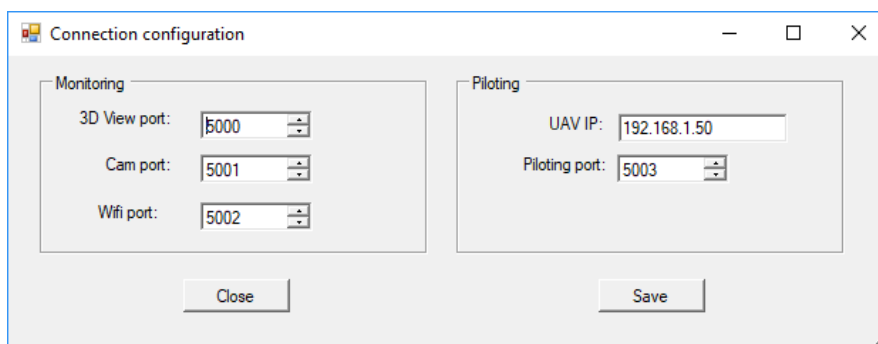 Connection configuration
Monitoring
3D View port: 5000
Cam port: 5001
Wifi port: 5002
Piloting
UAV IP: 192.168.1.50
Piloting port: 5003
Close
Save